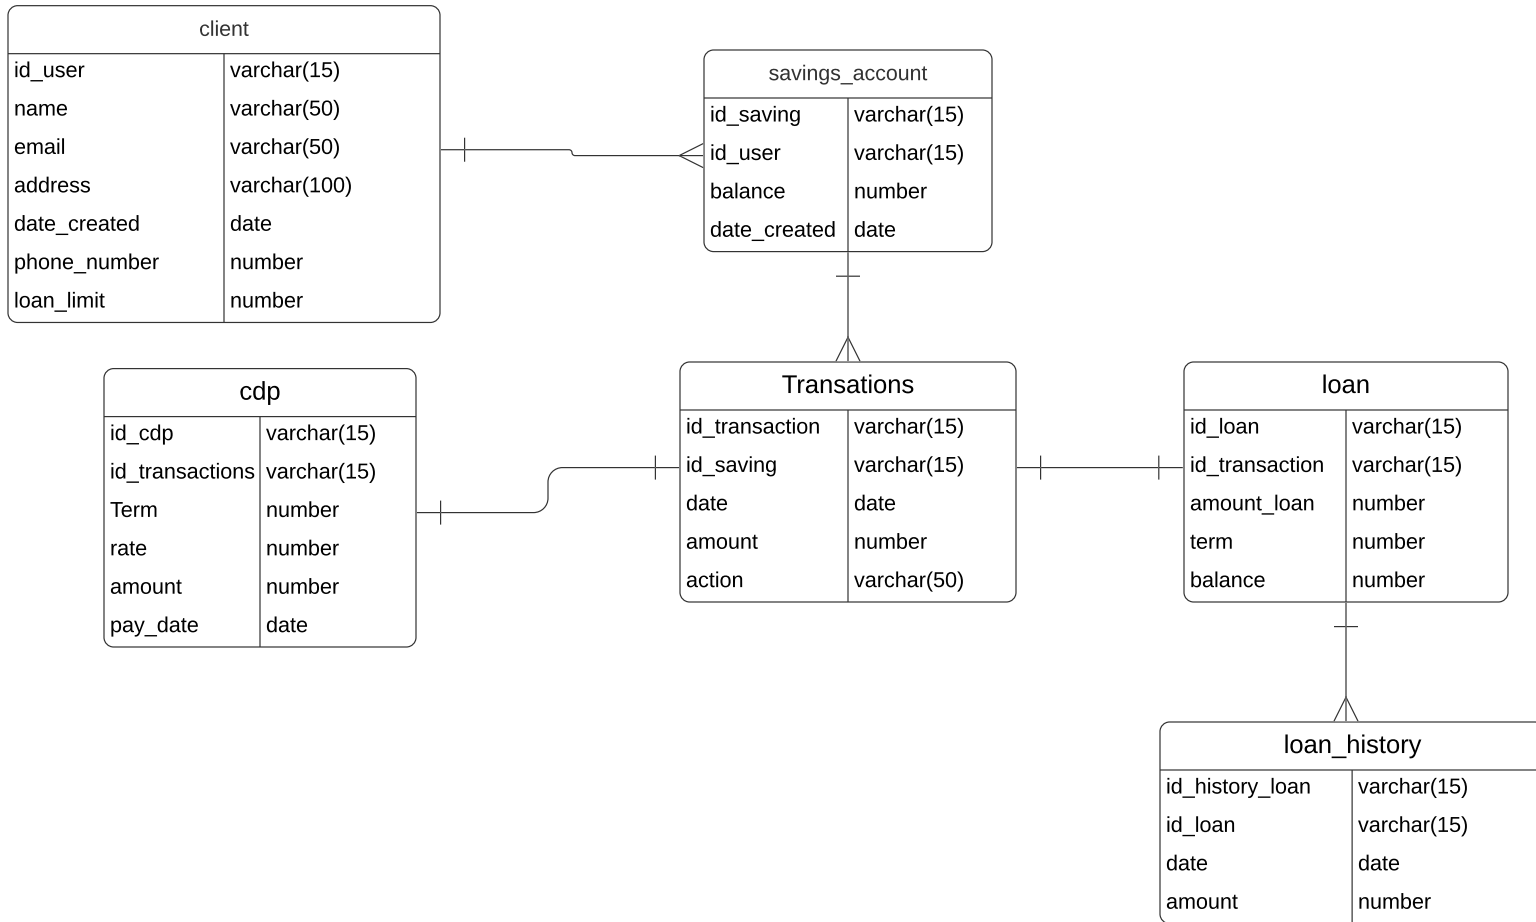 client
id_user varchar(15)
name varchar(50)
email varchar(50)
address varchar(100)
date_created date
phone_number number
loan_limit number
savings_account
id_saving varchar(15)
id_user varchar(15)
balance number
date_created date
cdp
id_cdp varchar(15)
id_transactions varchar(15)
Term number
rate number
amount number
pay_date date
Transations
id_transaction varchar(15)
id_saving varchar(15)
date date
amount number
action varchar(50)
loan
id_loan varchar(15)
id_transaction varchar(15)
amount_loan number
term number
balance number
loan_history
id_history_loan varchar(15)
id_loan varchar(15)
date date
amount number